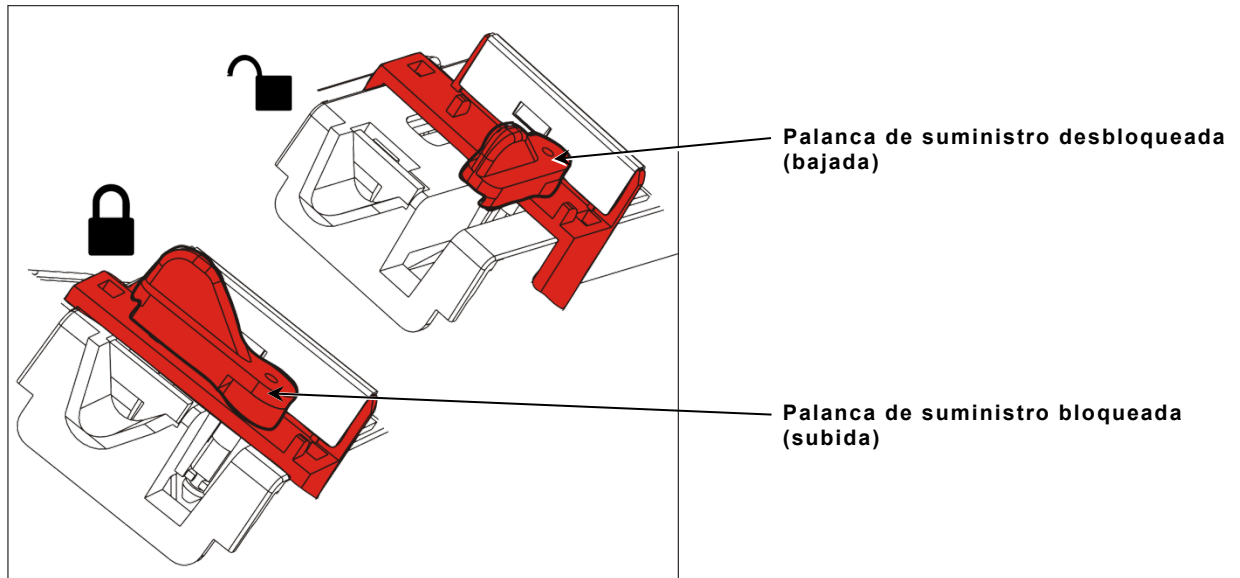 Palanca de suministro desbloqueada
(bajada)
Palanca de suministro bloqueada
(subida)